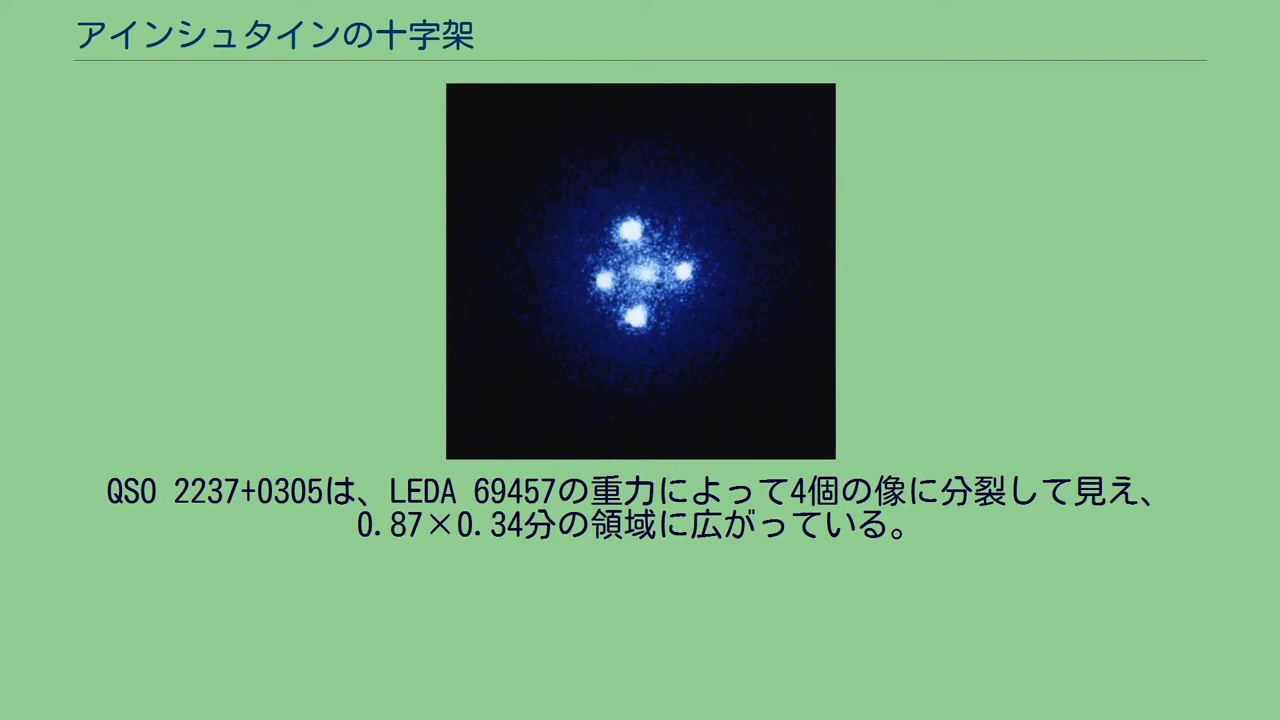 アインシュタインの十字架
QSO 2237+0305は、LEDA 69457の重力によって4個の像に分裂して見え、
0.87×0.34分の領域に広がっている。